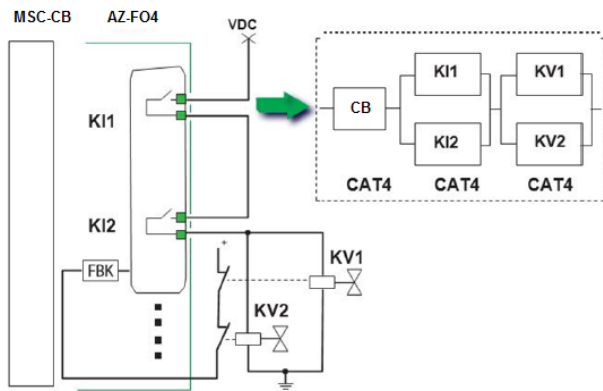 MSC-CB AZ-FO4
VDC
KI1
KI2
FBK
+
KV1
KV2
CB
KI1
KI2
KV1
KV2
CAT4 CAT4 CAT4